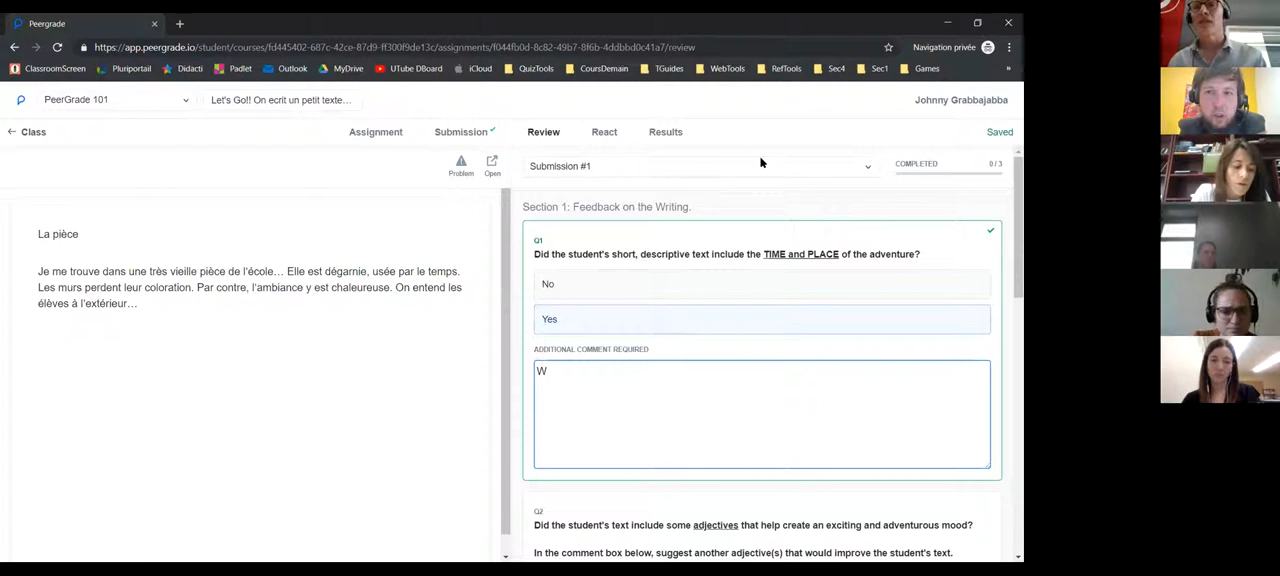 Peergrade
https://app.peergrade.io/student/courses/fd445402-687c-42ce-87d9-ff300f9de13c/assignments/f044fb0d-8c82-49b7-8f6b-4ddbbd0c41a7/review
Navigation privée
ClassroomScreen Pluriportail Didacti Padlet Outlook MyDrive UTube DBoard iCloud QuizTools CoursDemain TGuides WebTools RefTools Sec4 Sec1 Games »
PeerGrade 101 Let's Go!! On ecrit un petit texte… Johnny Grabbajabba
Class Assignment Submission Review React Results Saved
Problem Open
Submission #1 COMPLETED 0 / 3
Section 1: Feedback on the Writing.
La pièce
Je me trouve dans une très vieille pièce de l'école… Elle est dégarnie, usée par le temps.
Les murs perdent leur coloration. Par contre, l'ambiance y est chaleureuse. On entend les
élèves à l'extérieur…
Q1
Did the student's short, descriptive text include the TIME and PLACE of the adventure?
No
Yes
ADDITIONAL COMMENT REQUIRED
W
Q2
Did the student's text include some adjectives that help create an exciting and adventurous mood?
In the comment box below, suggest another adjective(s) that would improve the student's text.